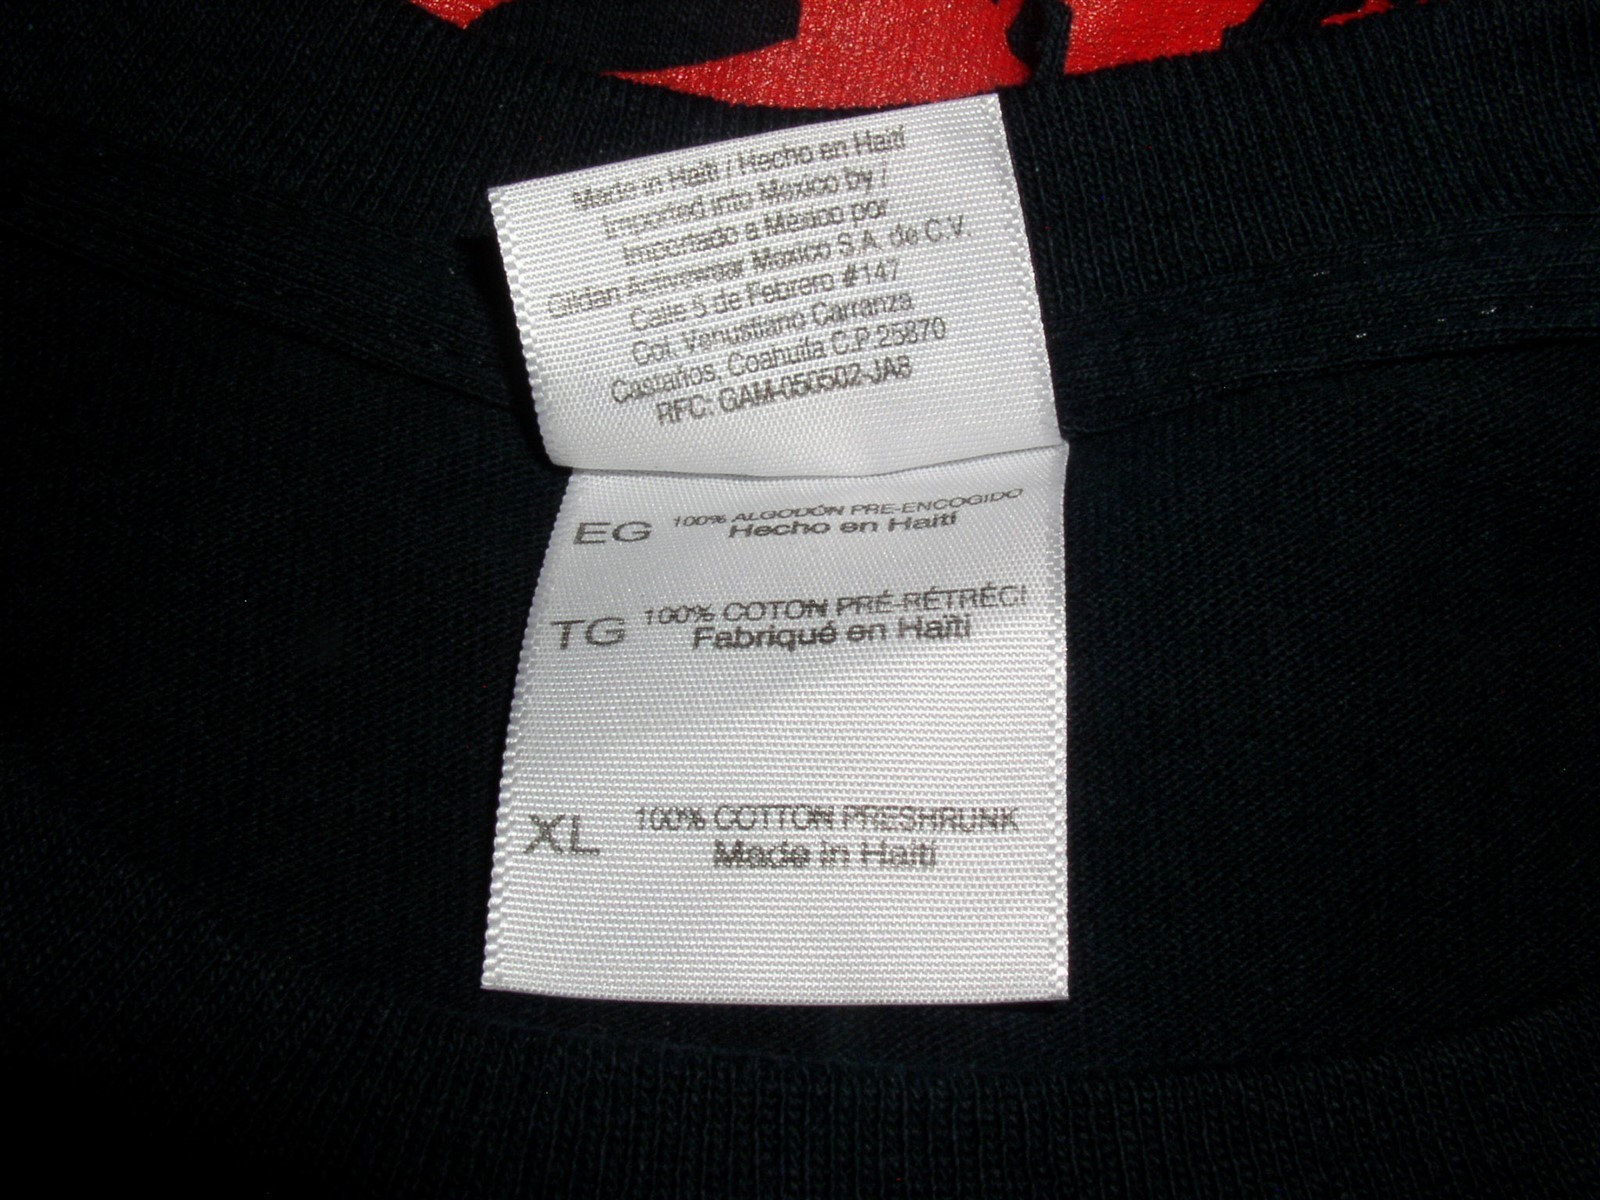 Made in Haiti / Hecho en Haití
Imported into Mexico by /
Importado a México por
Gildan Activewear Mexico S.A. de C.V.
Calle 5 de Febrero #147
Col. Venustiano Carranza
Castaños, Coahuila C.P. 25870
RFC: GAM-050502-JA8
EG 100% ALGODÓN PRE-ENCOGIDO
Hecho en Haití
TG 100% COTON PRÉ-RÉTRÉCI
Fabriqué en Haïti
XL 100% COTTON PRESHRUNK
Made in Haiti